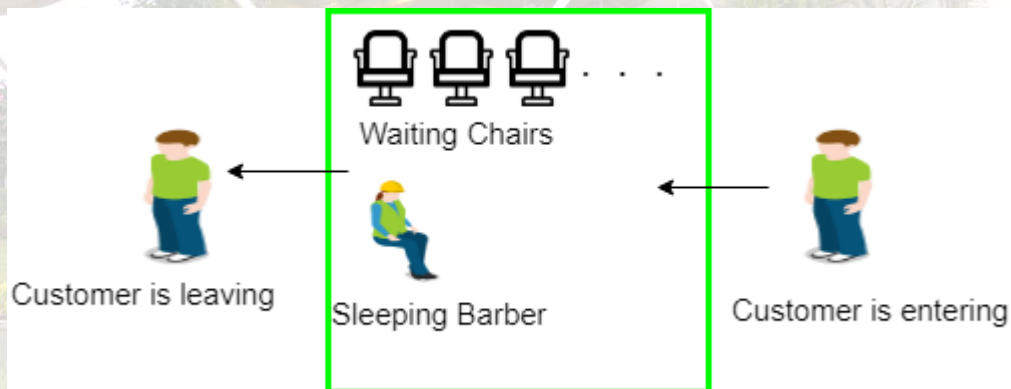 Waiting Chairs
Customer is leaving
Sleeping Barber
Customer is entering